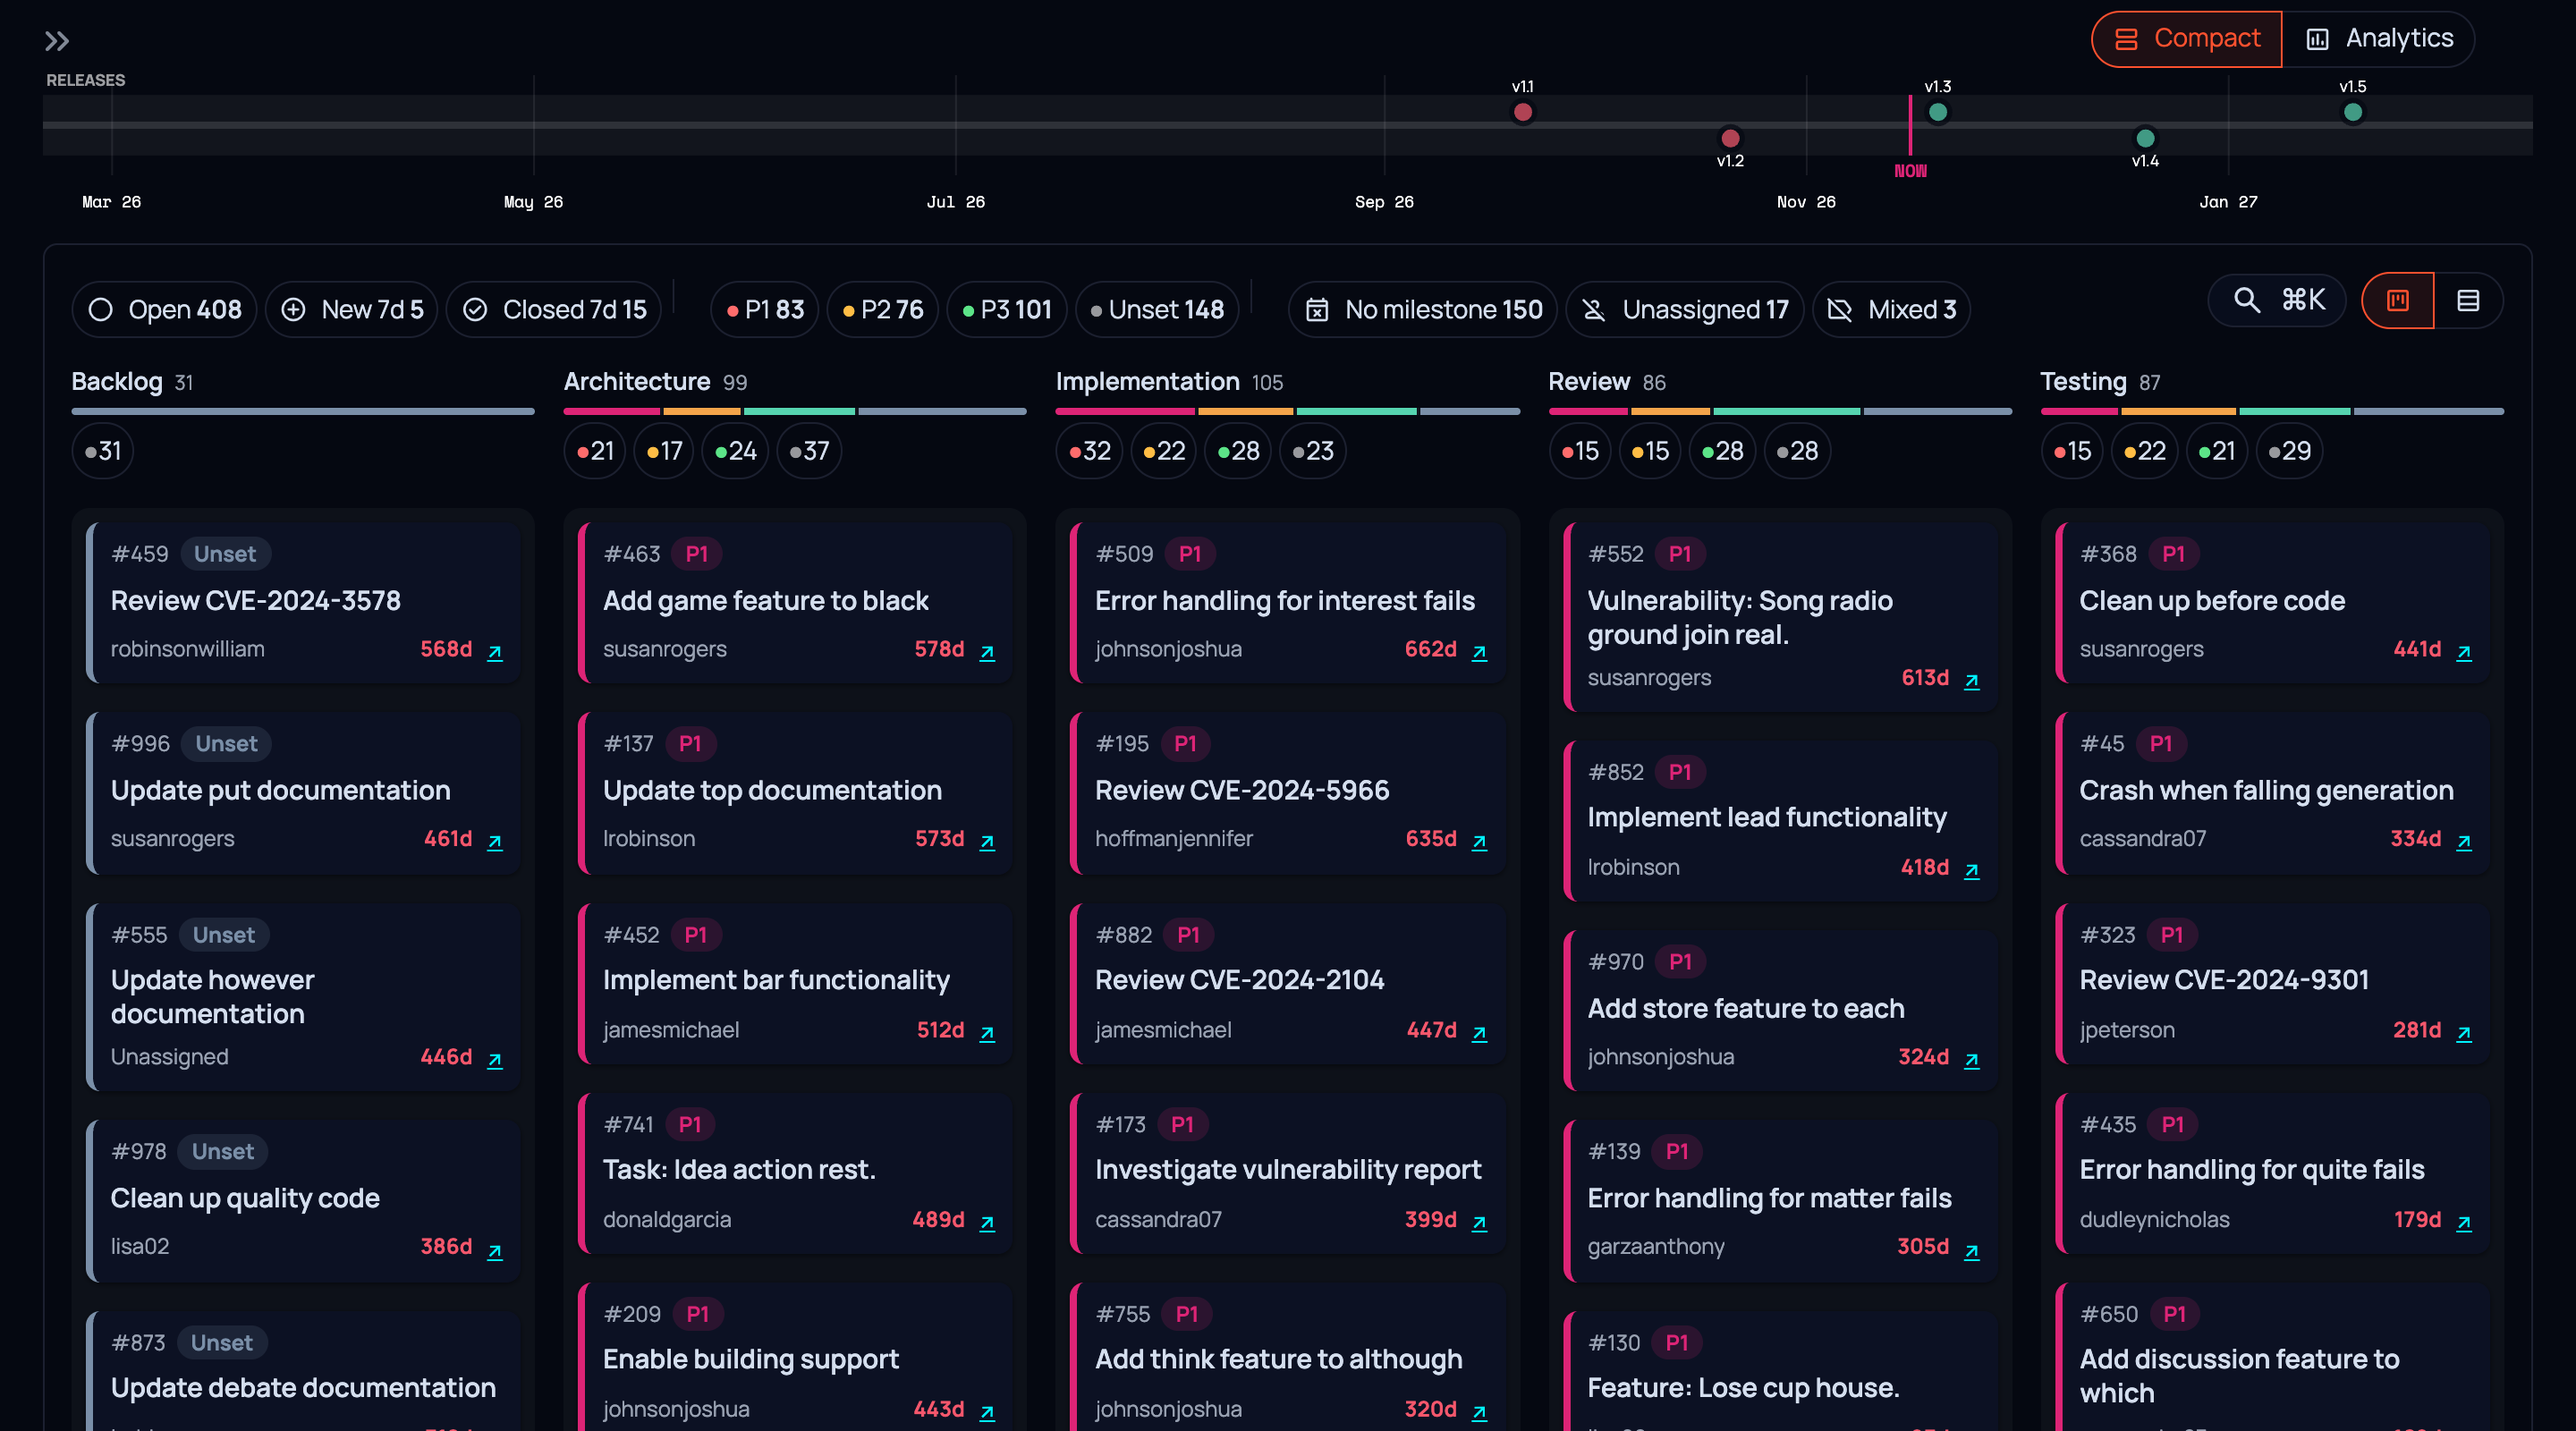 Compact
Analytics
RELEASES
v1.1
v1.3
v1.5
v1.2
v1.4
NOW
Mar 26
May 26
Jul 26
Sep 26
Nov 26
Jan 27
Open 408
New 7d 5
Closed 7d 15
P1 83
P2 76
P3 101
Unset 148
No milestone 150
Unassigned 17
Mixed 3
⌘K
Backlog 31
31
#459 Unset
Review CVE-2024-3578
robinsonwilliam 568d
#996 Unset
Update put documentation
susanrogers 461d
#555 Unset
Update however
documentation
Unassigned 446d
#978 Unset
Clean up quality code
lisa02 386d
#873 Unset
Update debate documentation
Architecture 99
21 17 24 37
#463 P1
Add game feature to black
susanrogers 578d
#137 P1
Update top documentation
lrobinson 573d
#452 P1
Implement bar functionality
jamesmichael 512d
#741 P1
Task: Idea action rest.
donaldgarcia 489d
#209 P1
Enable building support
johnsonjoshua 443d
Implementation 105
32 22 28 23
#509 P1
Error handling for interest fails
johnsonjoshua 662d
#195 P1
Review CVE-2024-5966
hoffmanjennifer 635d
#882 P1
Review CVE-2024-2104
jamesmichael 447d
#173 P1
Investigate vulnerability report
cassandra07 399d
#755 P1
Add think feature to although
johnsonjoshua 320d
Review 86
15 15 28 28
#552 P1
Vulnerability: Song radio
ground join real.
susanrogers 613d
#852 P1
Implement lead functionality
lrobinson 418d
#970 P1
Add store feature to each
johnsonjoshua 324d
#139 P1
Error handling for matter fails
garzaanthony 305d
#130 P1
Feature: Lose cup house.
Testing 87
15 22 21 29
#368 P1
Clean up before code
susanrogers 441d
#45 P1
Crash when falling generation
cassandra07 334d
#323 P1
Review CVE-2024-9301
jpeterson 281d
#435 P1
Error handling for quite fails
dudleynicholas 179d
#650 P1
Add discussion feature to
which